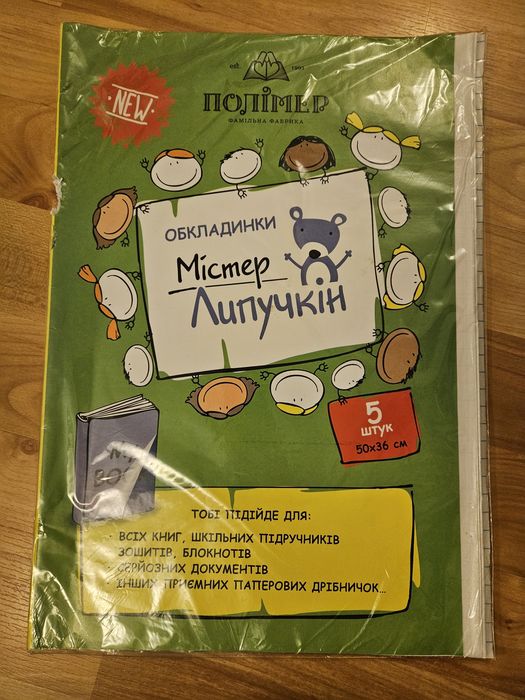 est. 1997
ПОЛІМЕР
ФАМІЛЬНА ФАБРИКА
NEW
ОБКЛАДИНКИ
Містер
Липучкін
5
штук
50х36 см
ТОБІ ПІДІЙДЕ ДЛЯ:
· ВСІХ КНИГ, ШКІЛЬНИХ ПІДРУЧНИКІВ
ЗОШИТІВ, БЛОКНОТІВ
· СЕРЙОЗНИХ ДОКУМЕНТІВ
· ІНШИХ ПРИЄМНИХ ПАПЕРОВИХ ДРІБНИЧОК...